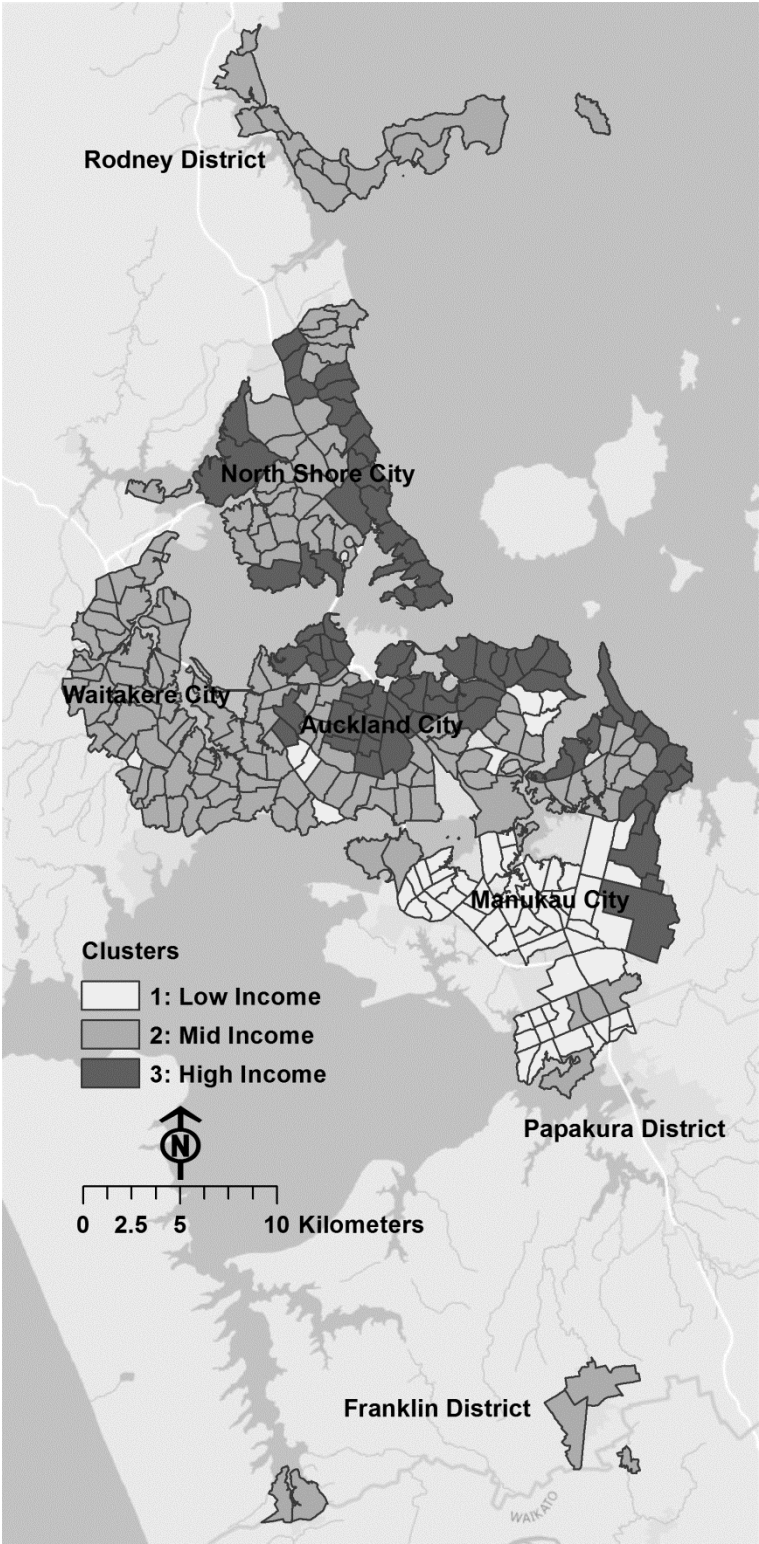 Rodney District
North Shore City
Waitakere City
Auckland City
Manukau City
Clusters
1: Low Income
2: Mid Income
3: High Income
N
0 2.5 5 10 Kilometers
Papakura District
Franklin District
WAIKATO